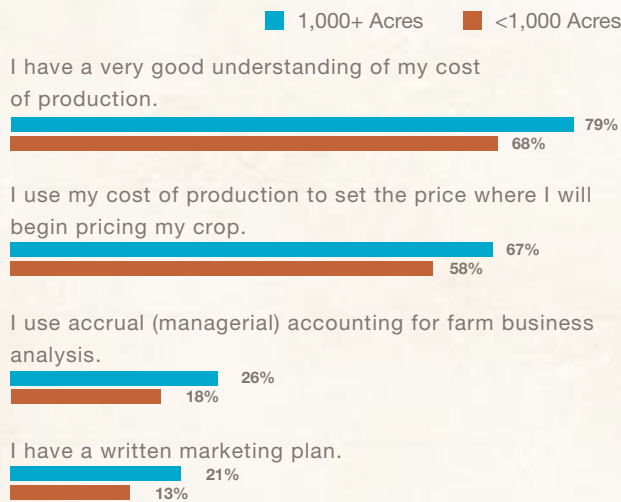 1,000+ Acres <1,000 Acres
I have a very good understanding of my cost
of production.
79%
68%
I use my cost of production to set the price where I will
begin pricing my crop.
67%
58%
I use accrual (managerial) accounting for farm business
analysis.
26%
18%
I have a written marketing plan.
21%
13%